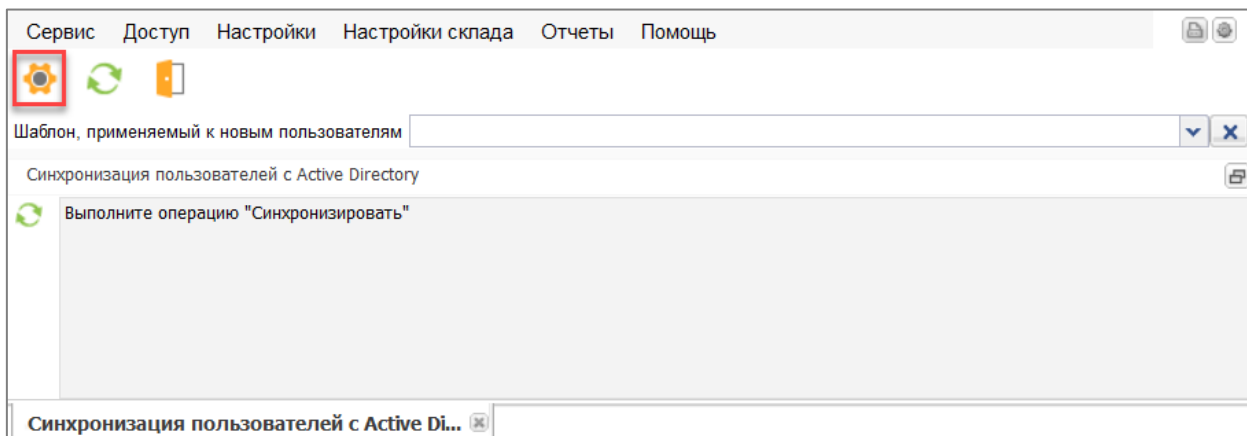 Сервис Доступ Настройки Настройки склада Отчеты Помощь
Шаблон, применяемый к новым пользователям
Синхронизация пользователей с Active Directory
Выполните операцию "Синхронизировать"
Синхронизация пользователей с Active Di...